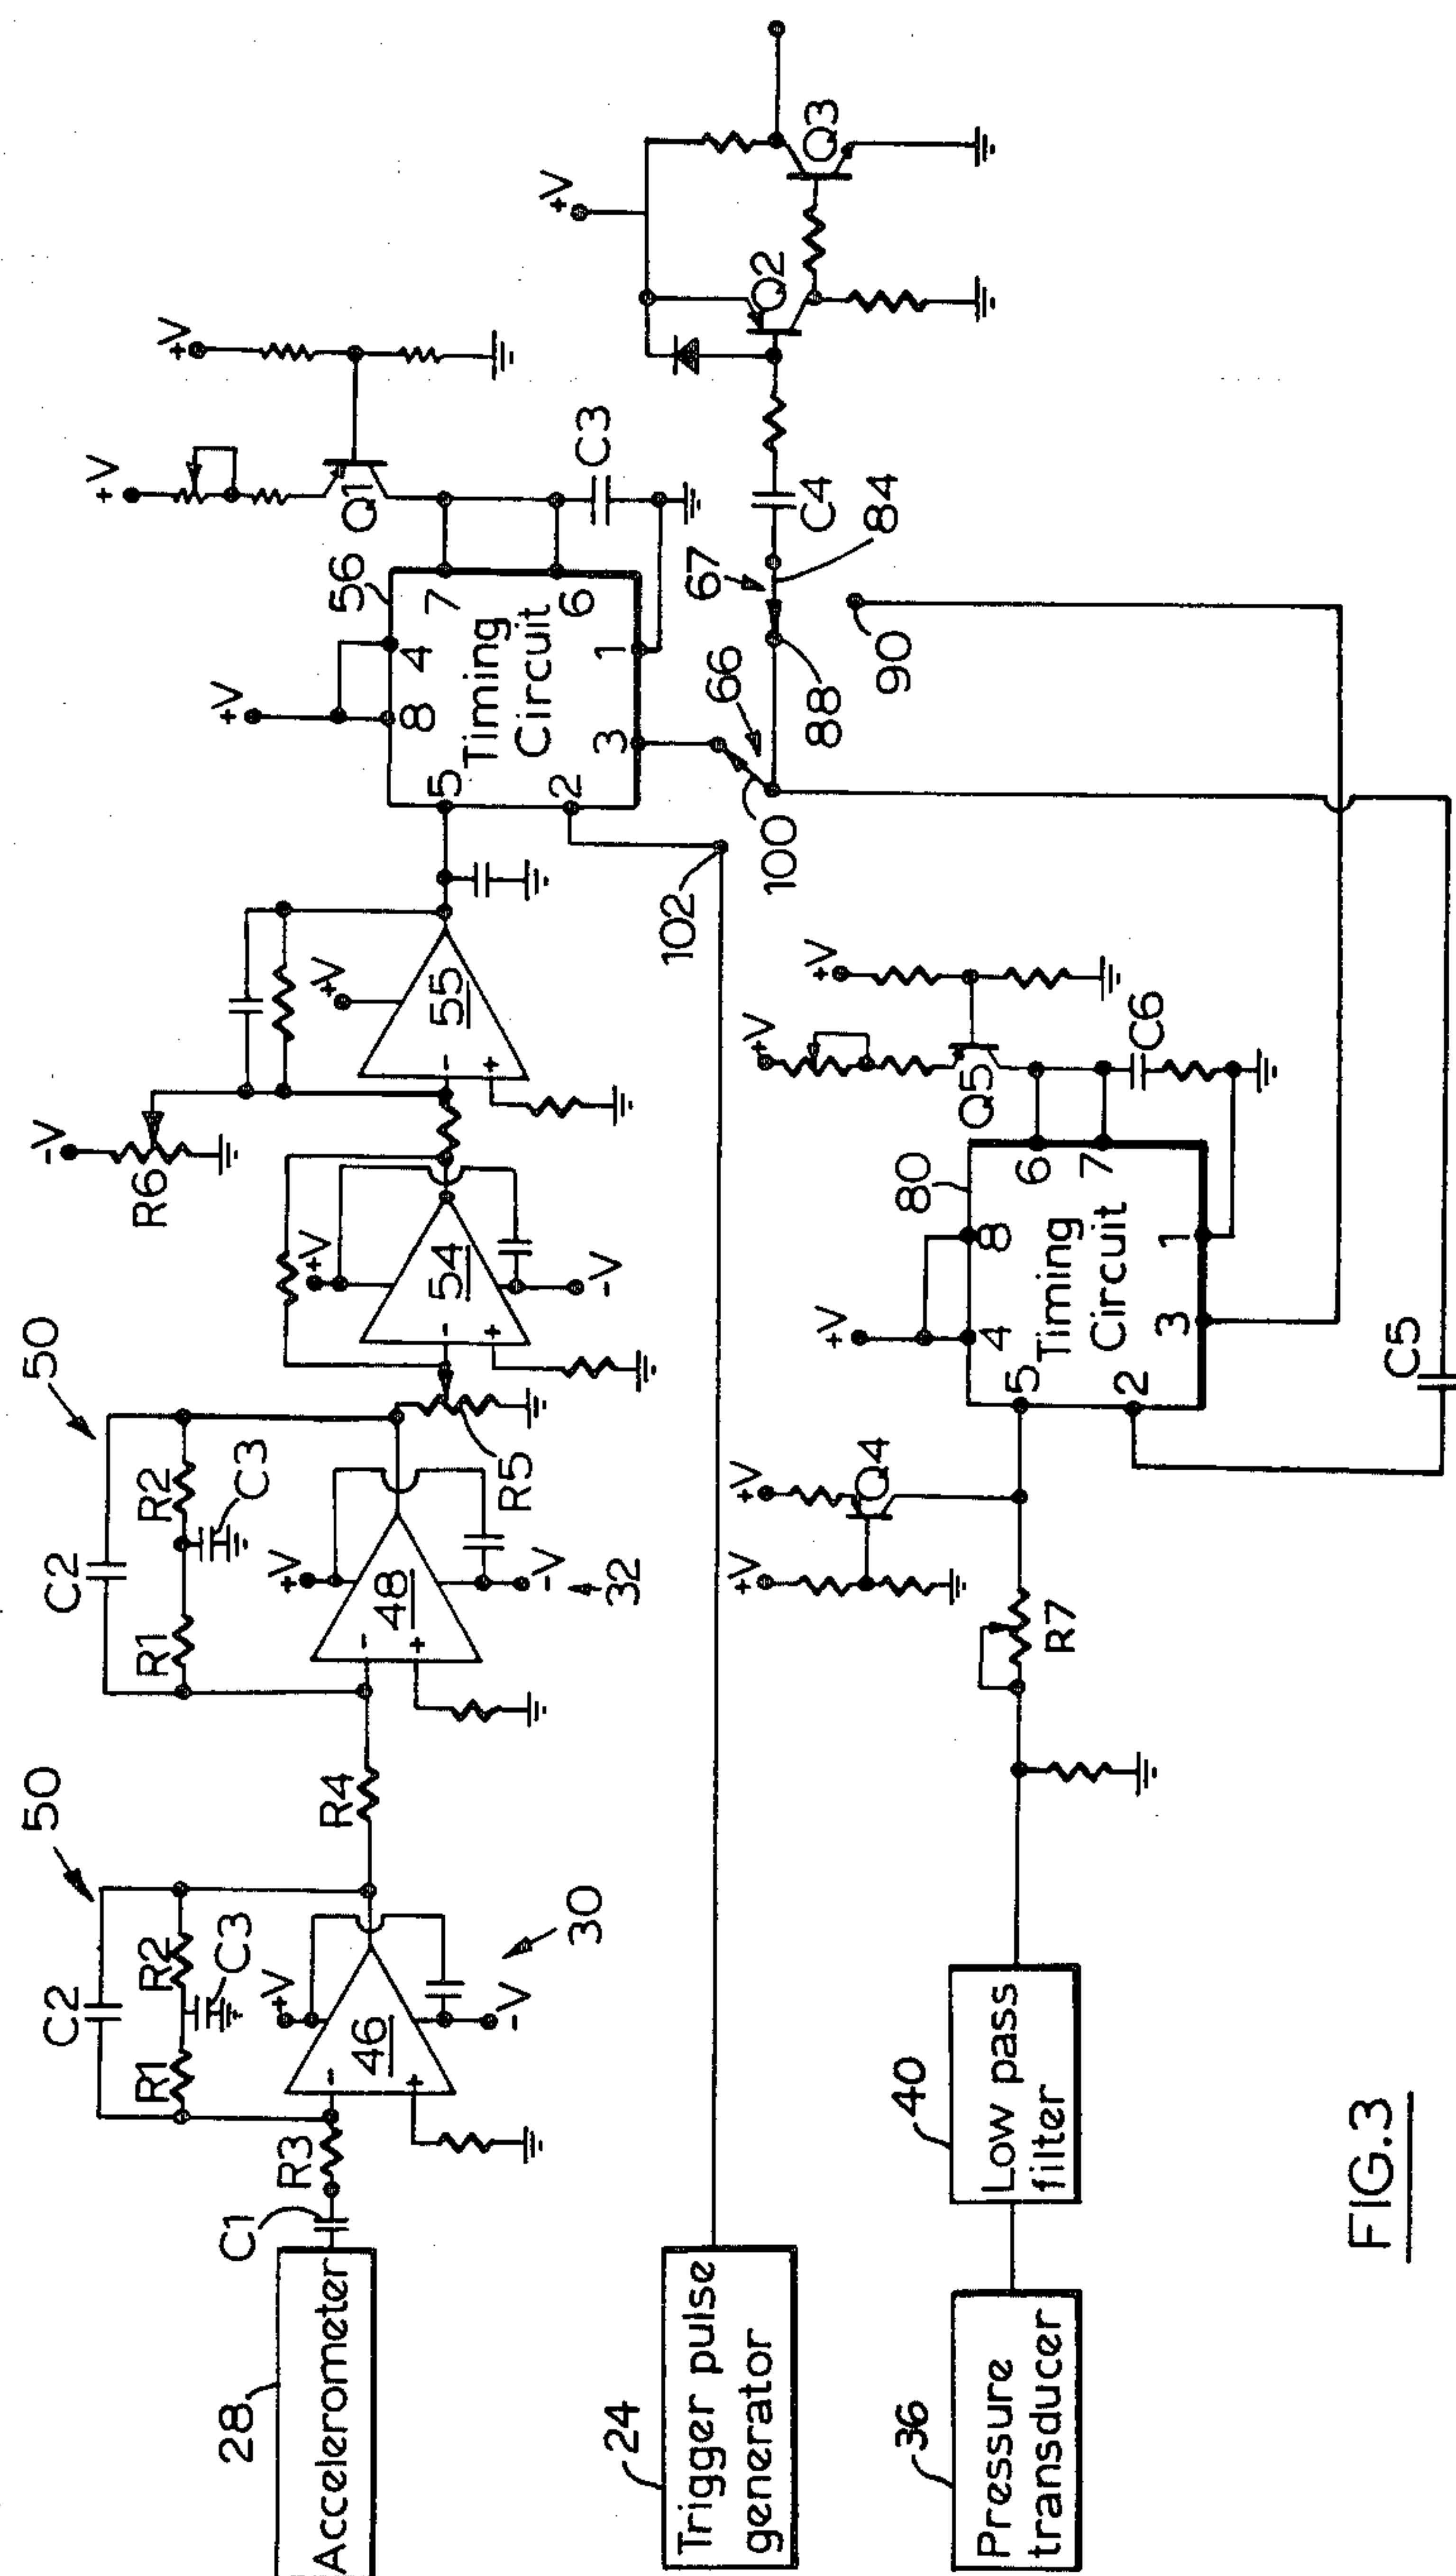 28
Accelerometer
C1
R3
50
C2
R1
R2
C3
+V
46
-
+
-V
30
R4
50
C2
R1
R2
C3
+V
48
-
+
-V
32
R5
+V
54
-
+
-V
-V
R6
+V
55
-
+
+V
56
8
4
5
7
Timing
Circuit
2
6
3
1
+V
Q1
+V
C3
24
Trigger pulse
generator
102
100
66
67
88
84
90
C4
+V
Q2
Q3
36
Pressure
transducer
40
Low pass
filter
R7
+V
+V
Q4
+V
80
4
8
5
6
Timing
Circuit
2
7
3
1
+V
Q5
+V
C6
C5
FIG.3